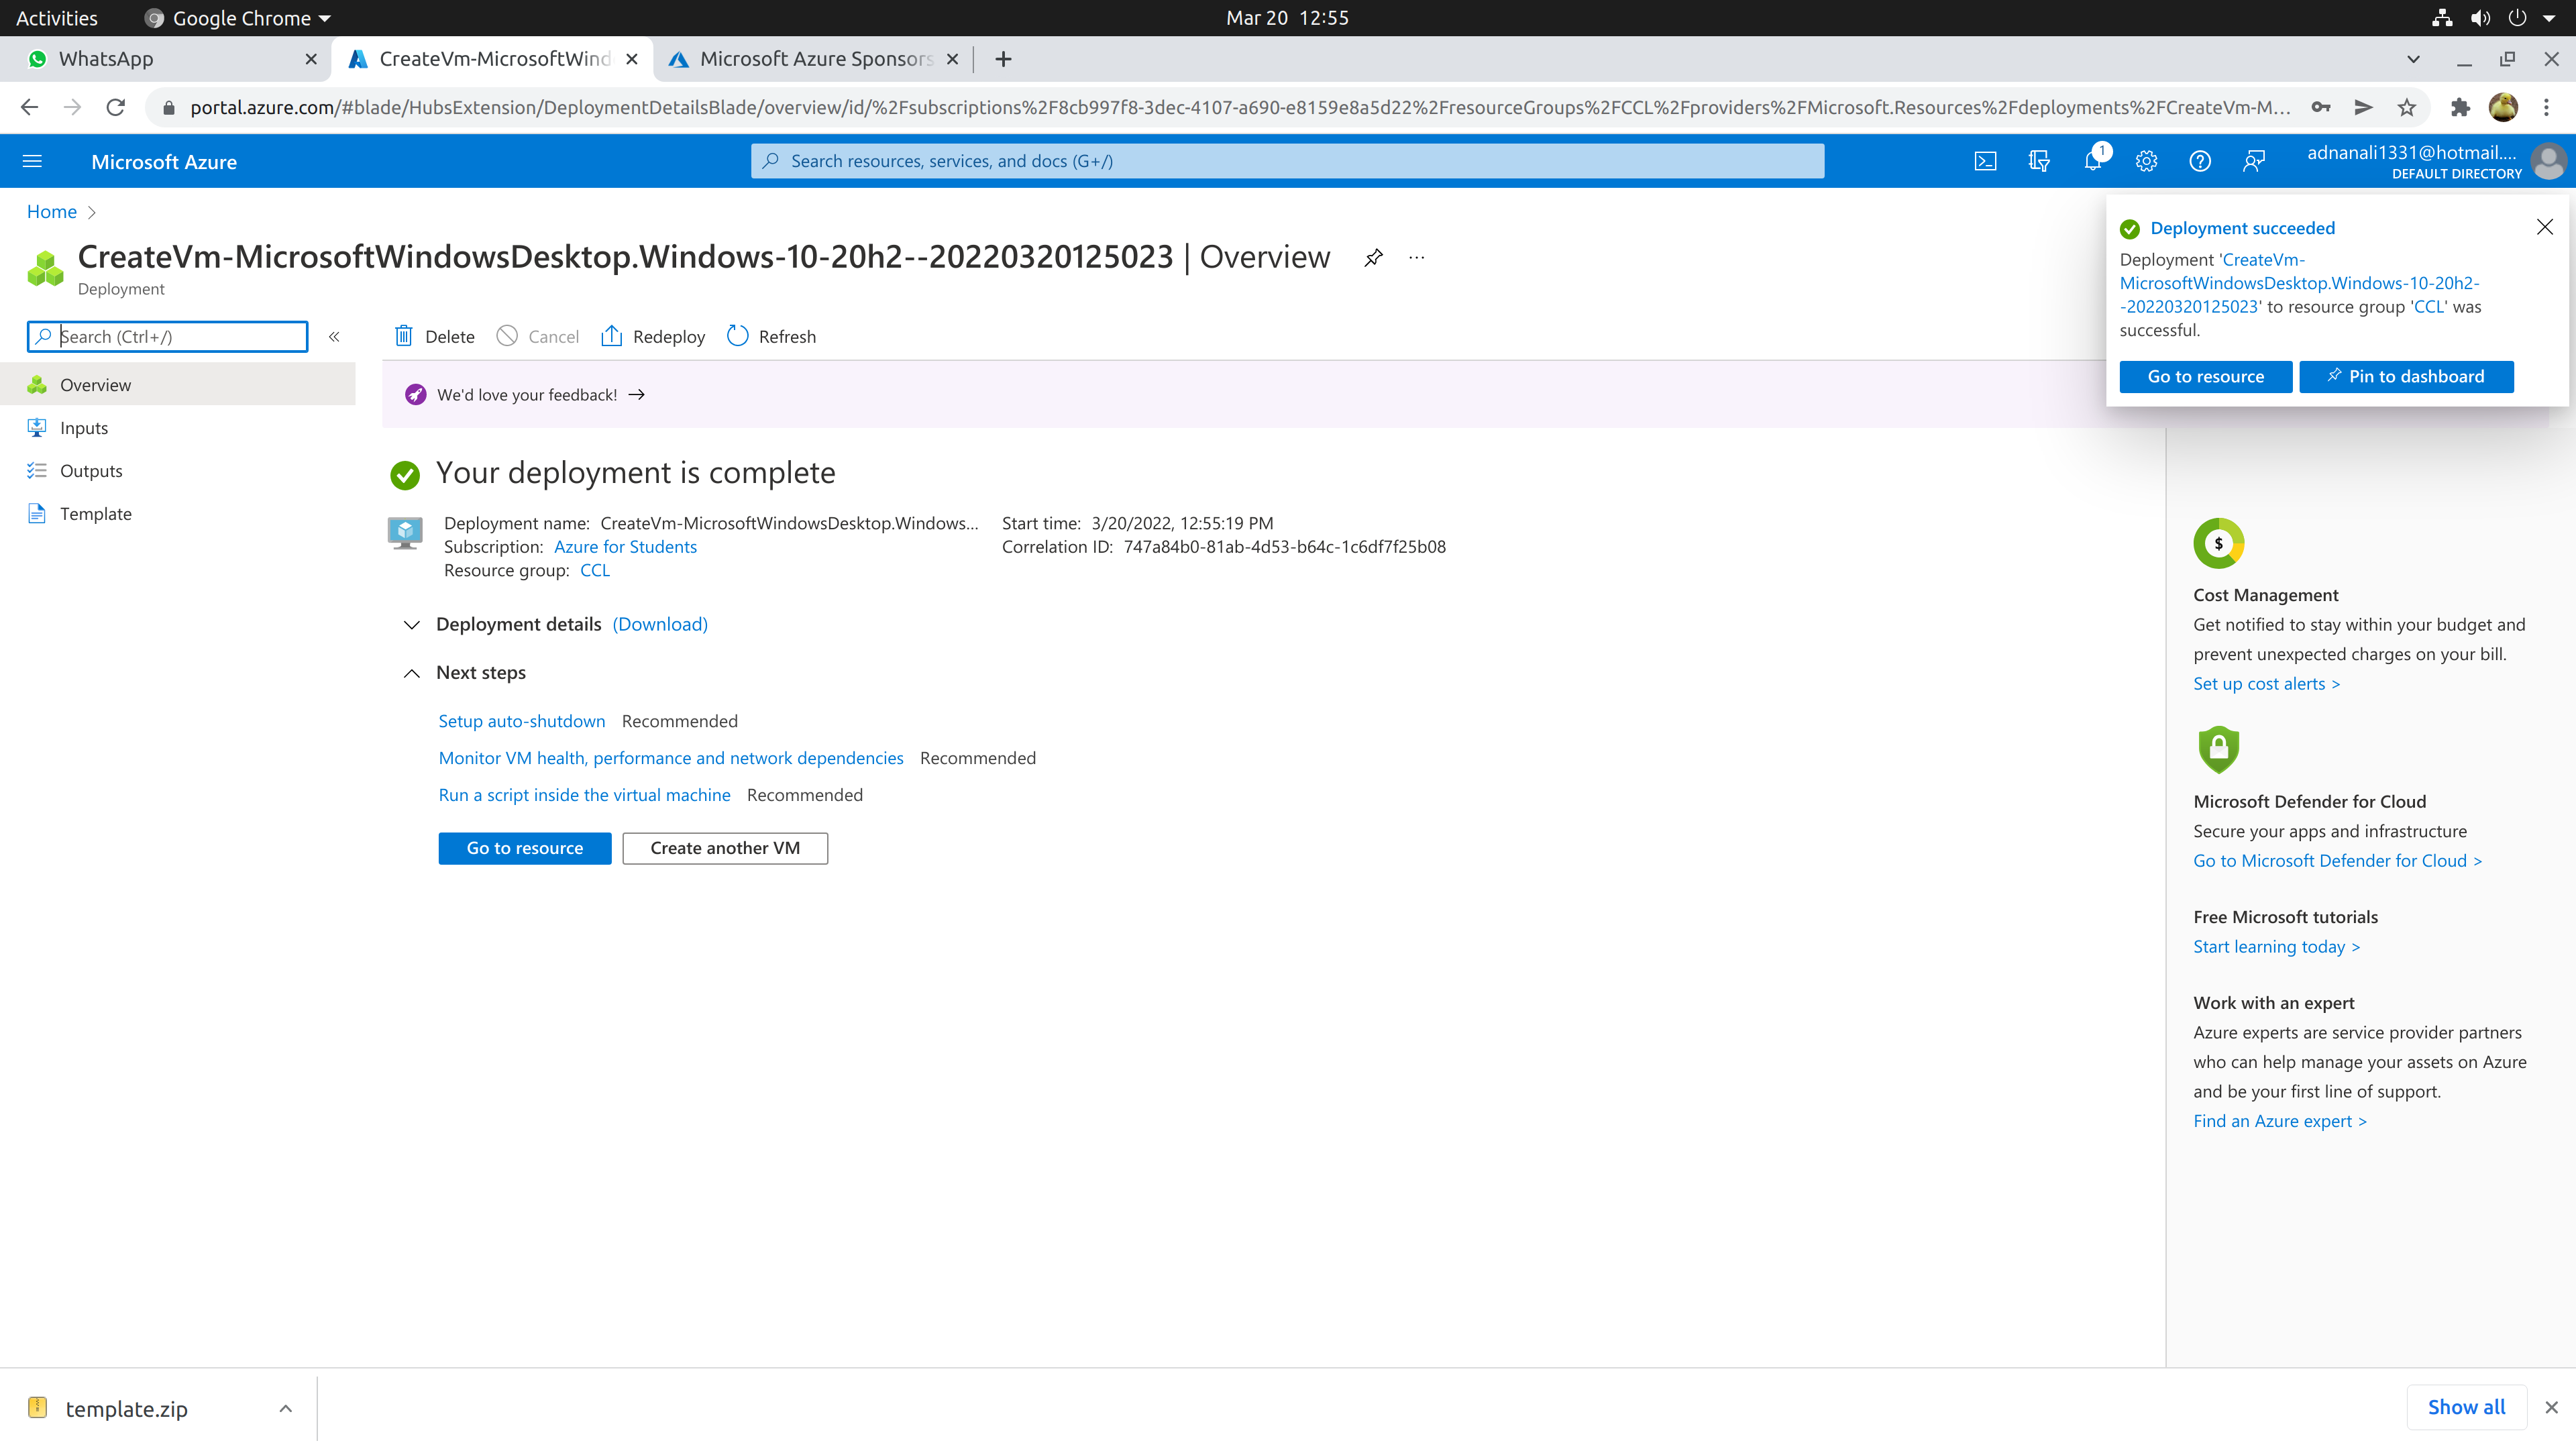 Activities
Google Chrome
Mar 20 12:55
WhatsApp
CreateVm-MicrosoftWind
Microsoft Azure Sponsors
portal.azure.com/#blade/HubsExtension/DeploymentDetailsBlade/overview/id/%2Fsubscriptions%2F8cb997f8-3dec-4107-a690-e8159e8a5d22%2FresourceGroups%2FCCL%2Fproviders%2FMicrosoft.Resources%2Fdeployments%2FCreateVm-M...
Microsoft Azure
Search resources, services, and docs (G+/)
1
adnanali1331@hotmail....
DEFAULT DIRECTORY
Home
CreateVm-MicrosoftWindowsDesktop.Windows-10-20h2--20220320125023 | Overview
Deployment
Deployment succeeded
Deployment 'CreateVm-
MicrosoftWindowsDesktop.Windows-10-20h2-
-20220320125023' to resource group 'CCL' was
successful.
Go to resource
Pin to dashboard
Search (Ctrl+/)
«
Overview
Inputs
Outputs
Template
Delete
Cancel
Redeploy
Refresh
We'd love your feedback! →
Your deployment is complete
Deployment name: CreateVm-MicrosoftWindowsDesktop.Windows...
Subscription: Azure for Students
Resource group: CCL
Start time: 3/20/2022, 12:55:19 PM
Correlation ID: 747a84b0-81ab-4d53-b64c-1c6df7f25b08
Deployment details (Download)
Next steps
Setup auto-shutdown Recommended
Monitor VM health, performance and network dependencies Recommended
Run a script inside the virtual machine Recommended
Go to resource
Create another VM
$
Cost Management
Get notified to stay within your budget and
prevent unexpected charges on your bill.
Set up cost alerts >
Microsoft Defender for Cloud
Secure your apps and infrastructure
Go to Microsoft Defender for Cloud >
Free Microsoft tutorials
Start learning today >
Work with an expert
Azure experts are service provider partners
who can help manage your assets on Azure
and be your first line of support.
Find an Azure expert >
template.zip
Show all